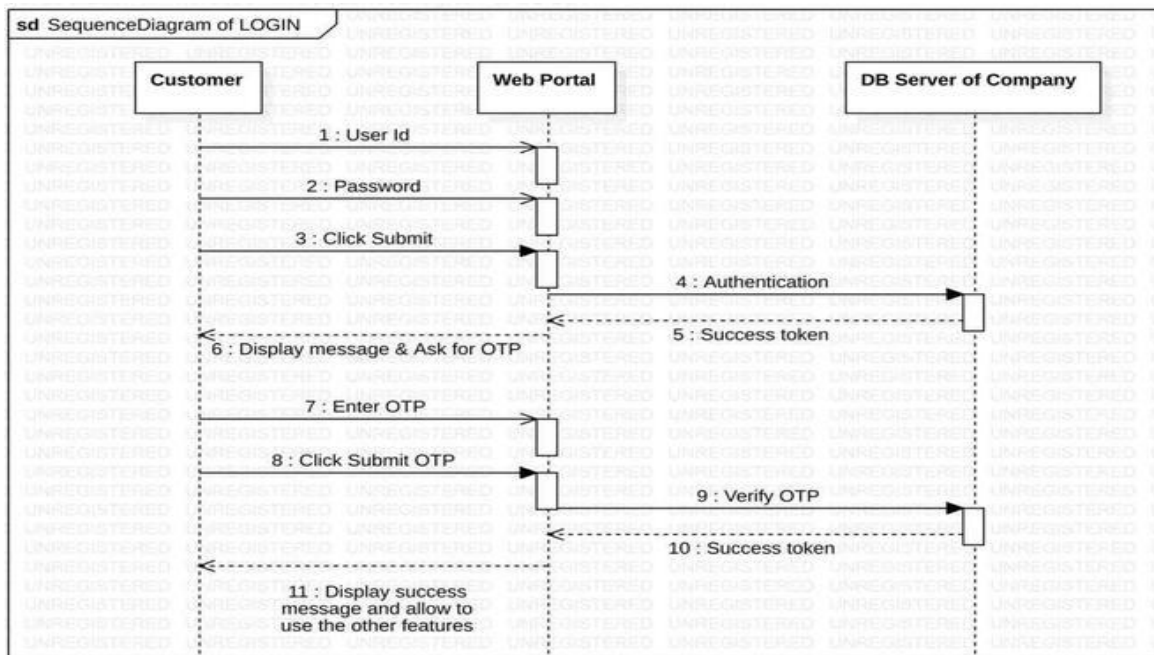 sd SequenceDiagram of LOGIN
Customer
Web Portal
DB Server of Company
1 : User Id
2 : Password
3 : Click Submit
4 : Authentication
5 : Success token
6 : Display message & Ask for OTP
7 : Enter OTP
8 : Click Submit OTP
9 : Verify OTP
10 : Success token
11 : Display success
message and allow to
use the other features
UNREGISTERED